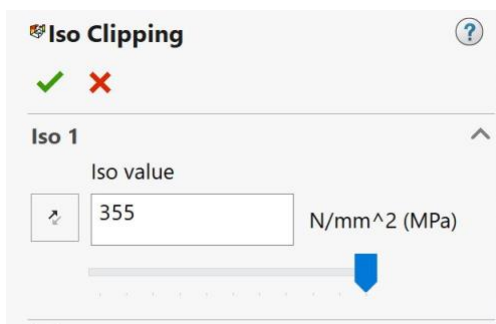 Iso Clipping
?
Iso 1
Iso value
355 N/mm^2 (MPa)